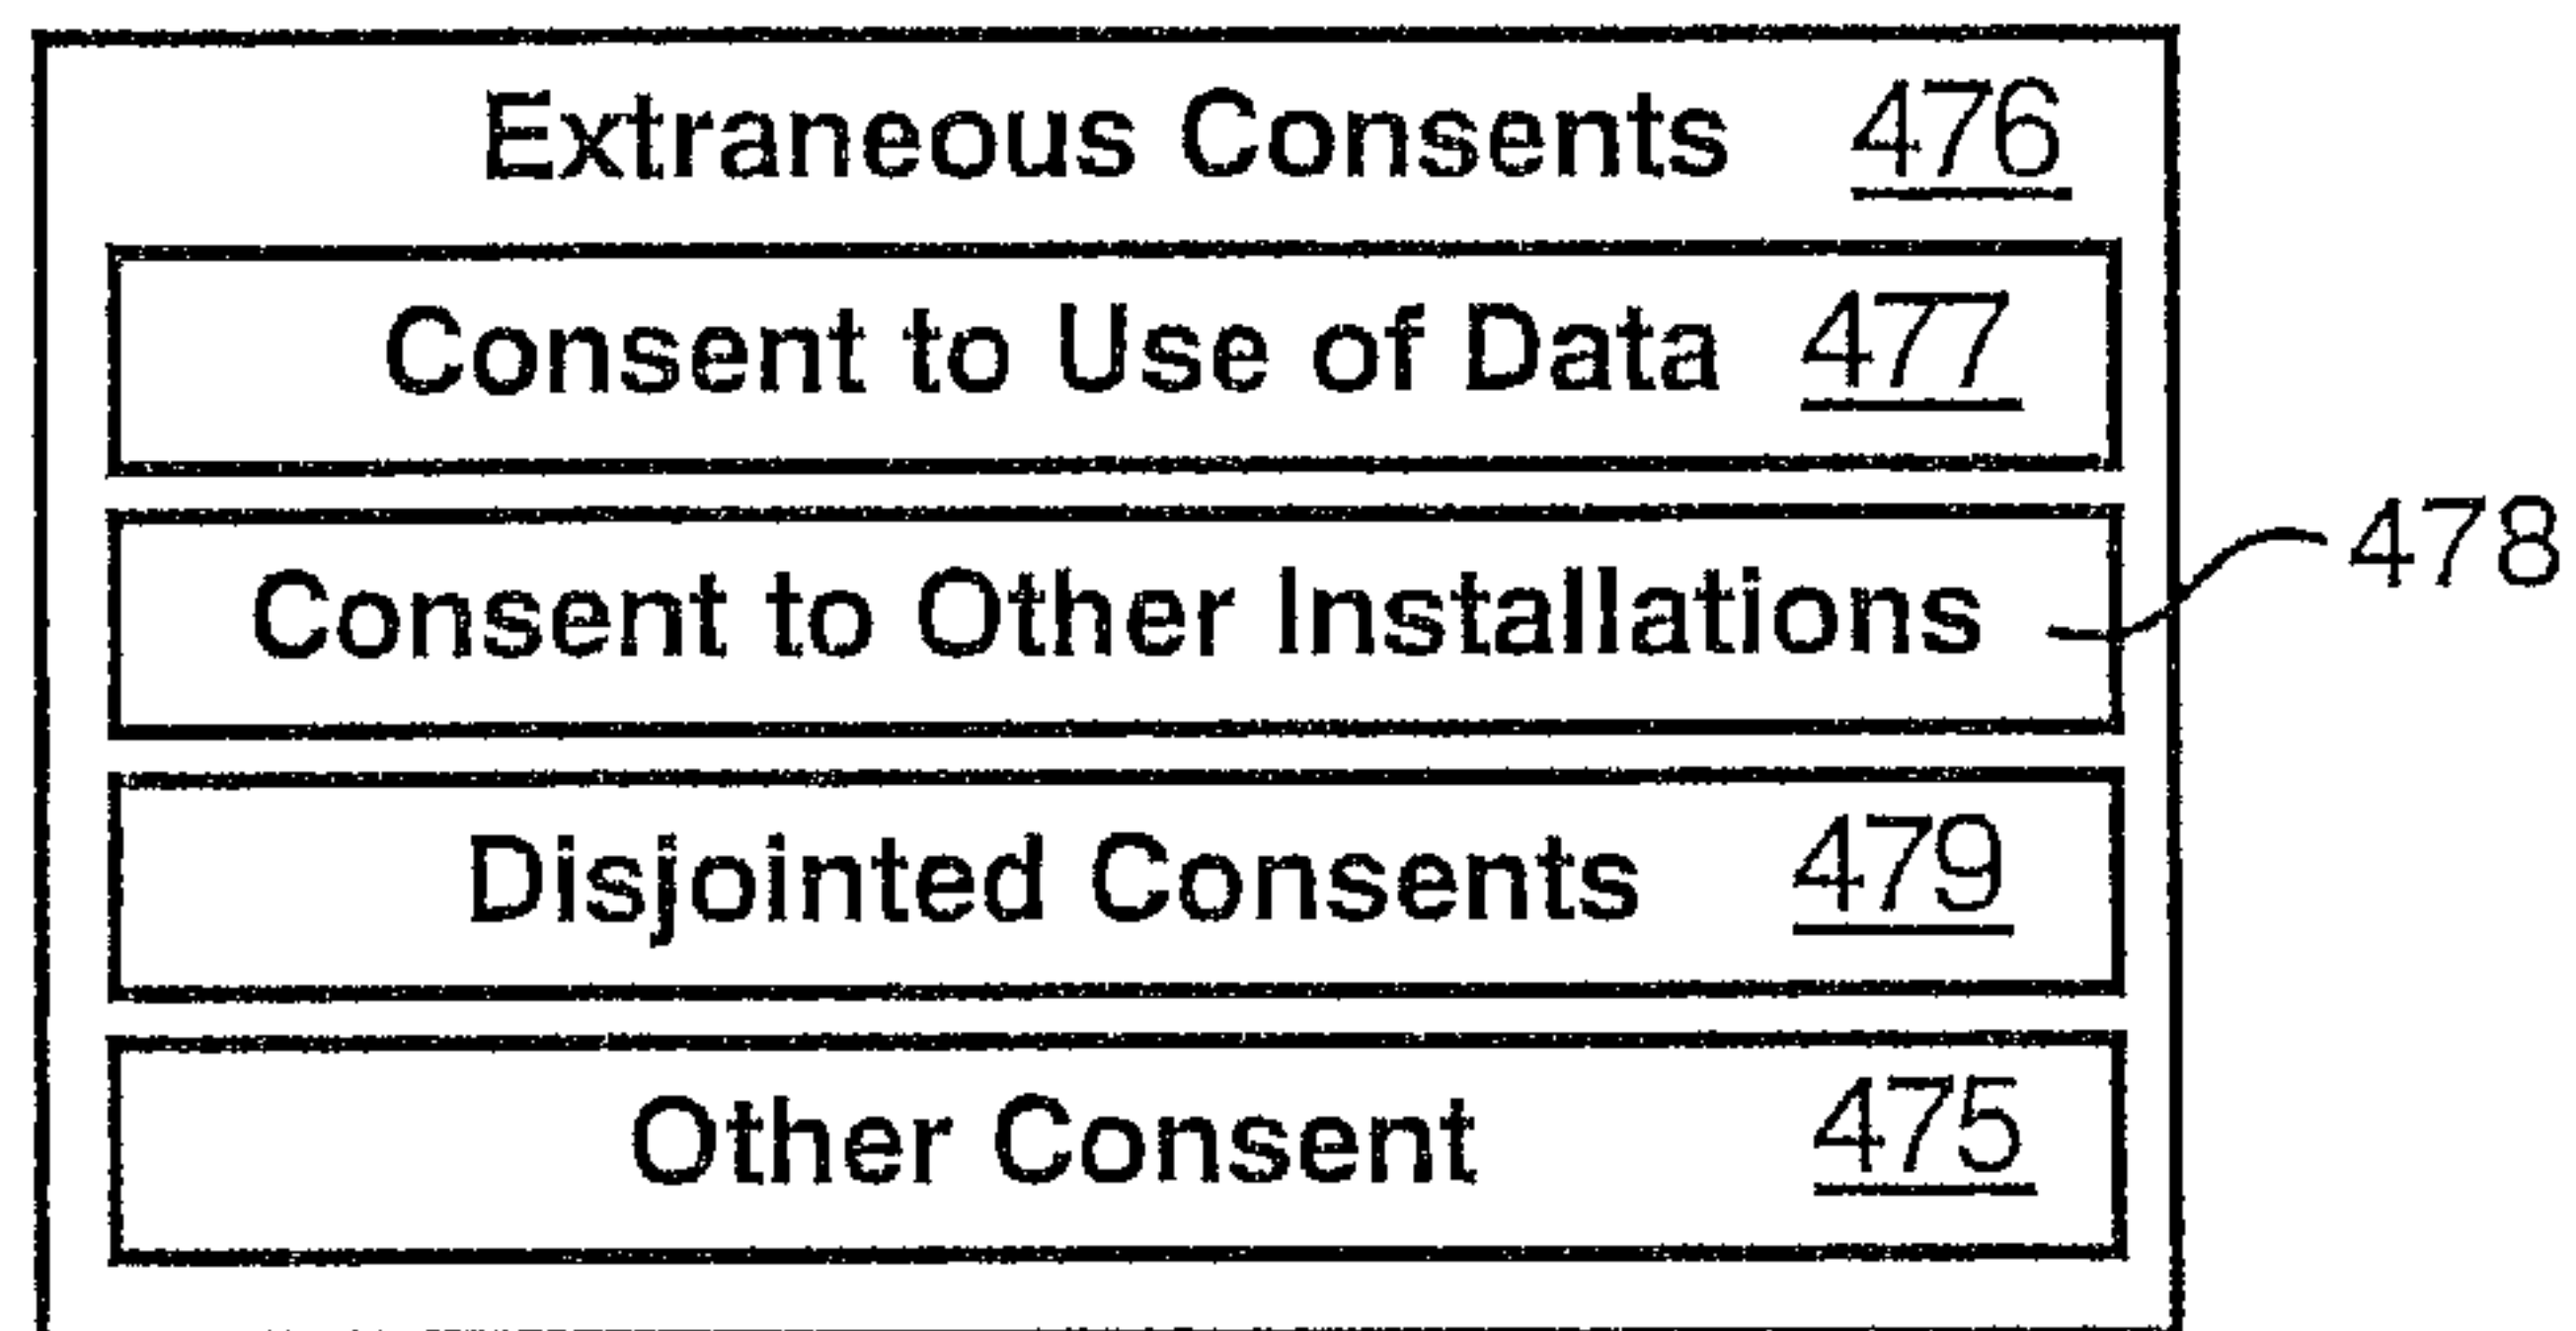 Extraneous Consents 476
Consent to Use of Data 477
Consent to Other Installations 478
Disjointed Consents 479
Other Consent 475